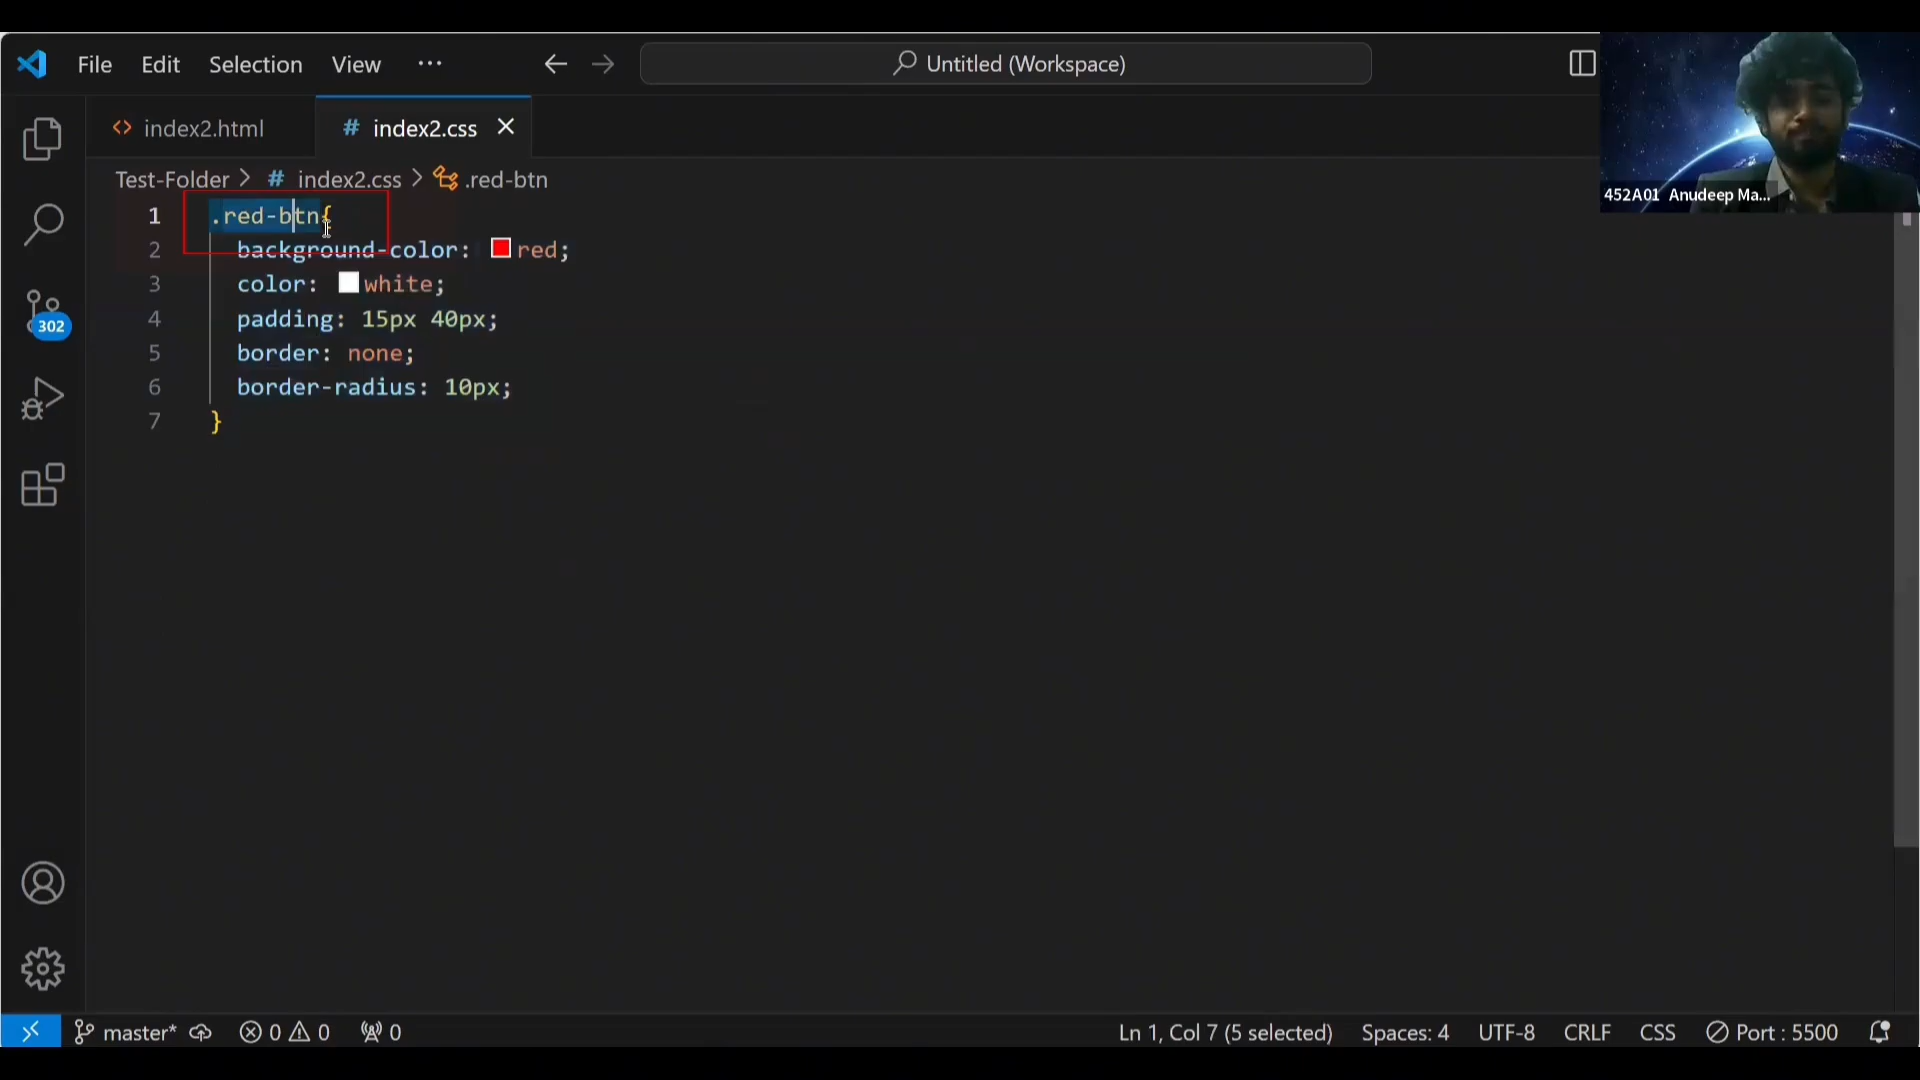 File Edit Selection View ··· Untitled (Workspace)
index2.html # index2.css
Test-Folder > # index2.css > .red-btn
1 .red-btn{
2 background-color: red;
3 color: white;
4 padding: 15px 40px;
5 border: none;
6 border-radius: 10px;
7 }
452A01 Anudeep Ma...
302
master* 0 0 0 Ln 1, Col 7 (5 selected) Spaces: 4 UTF-8 CRLF CSS Port : 5500